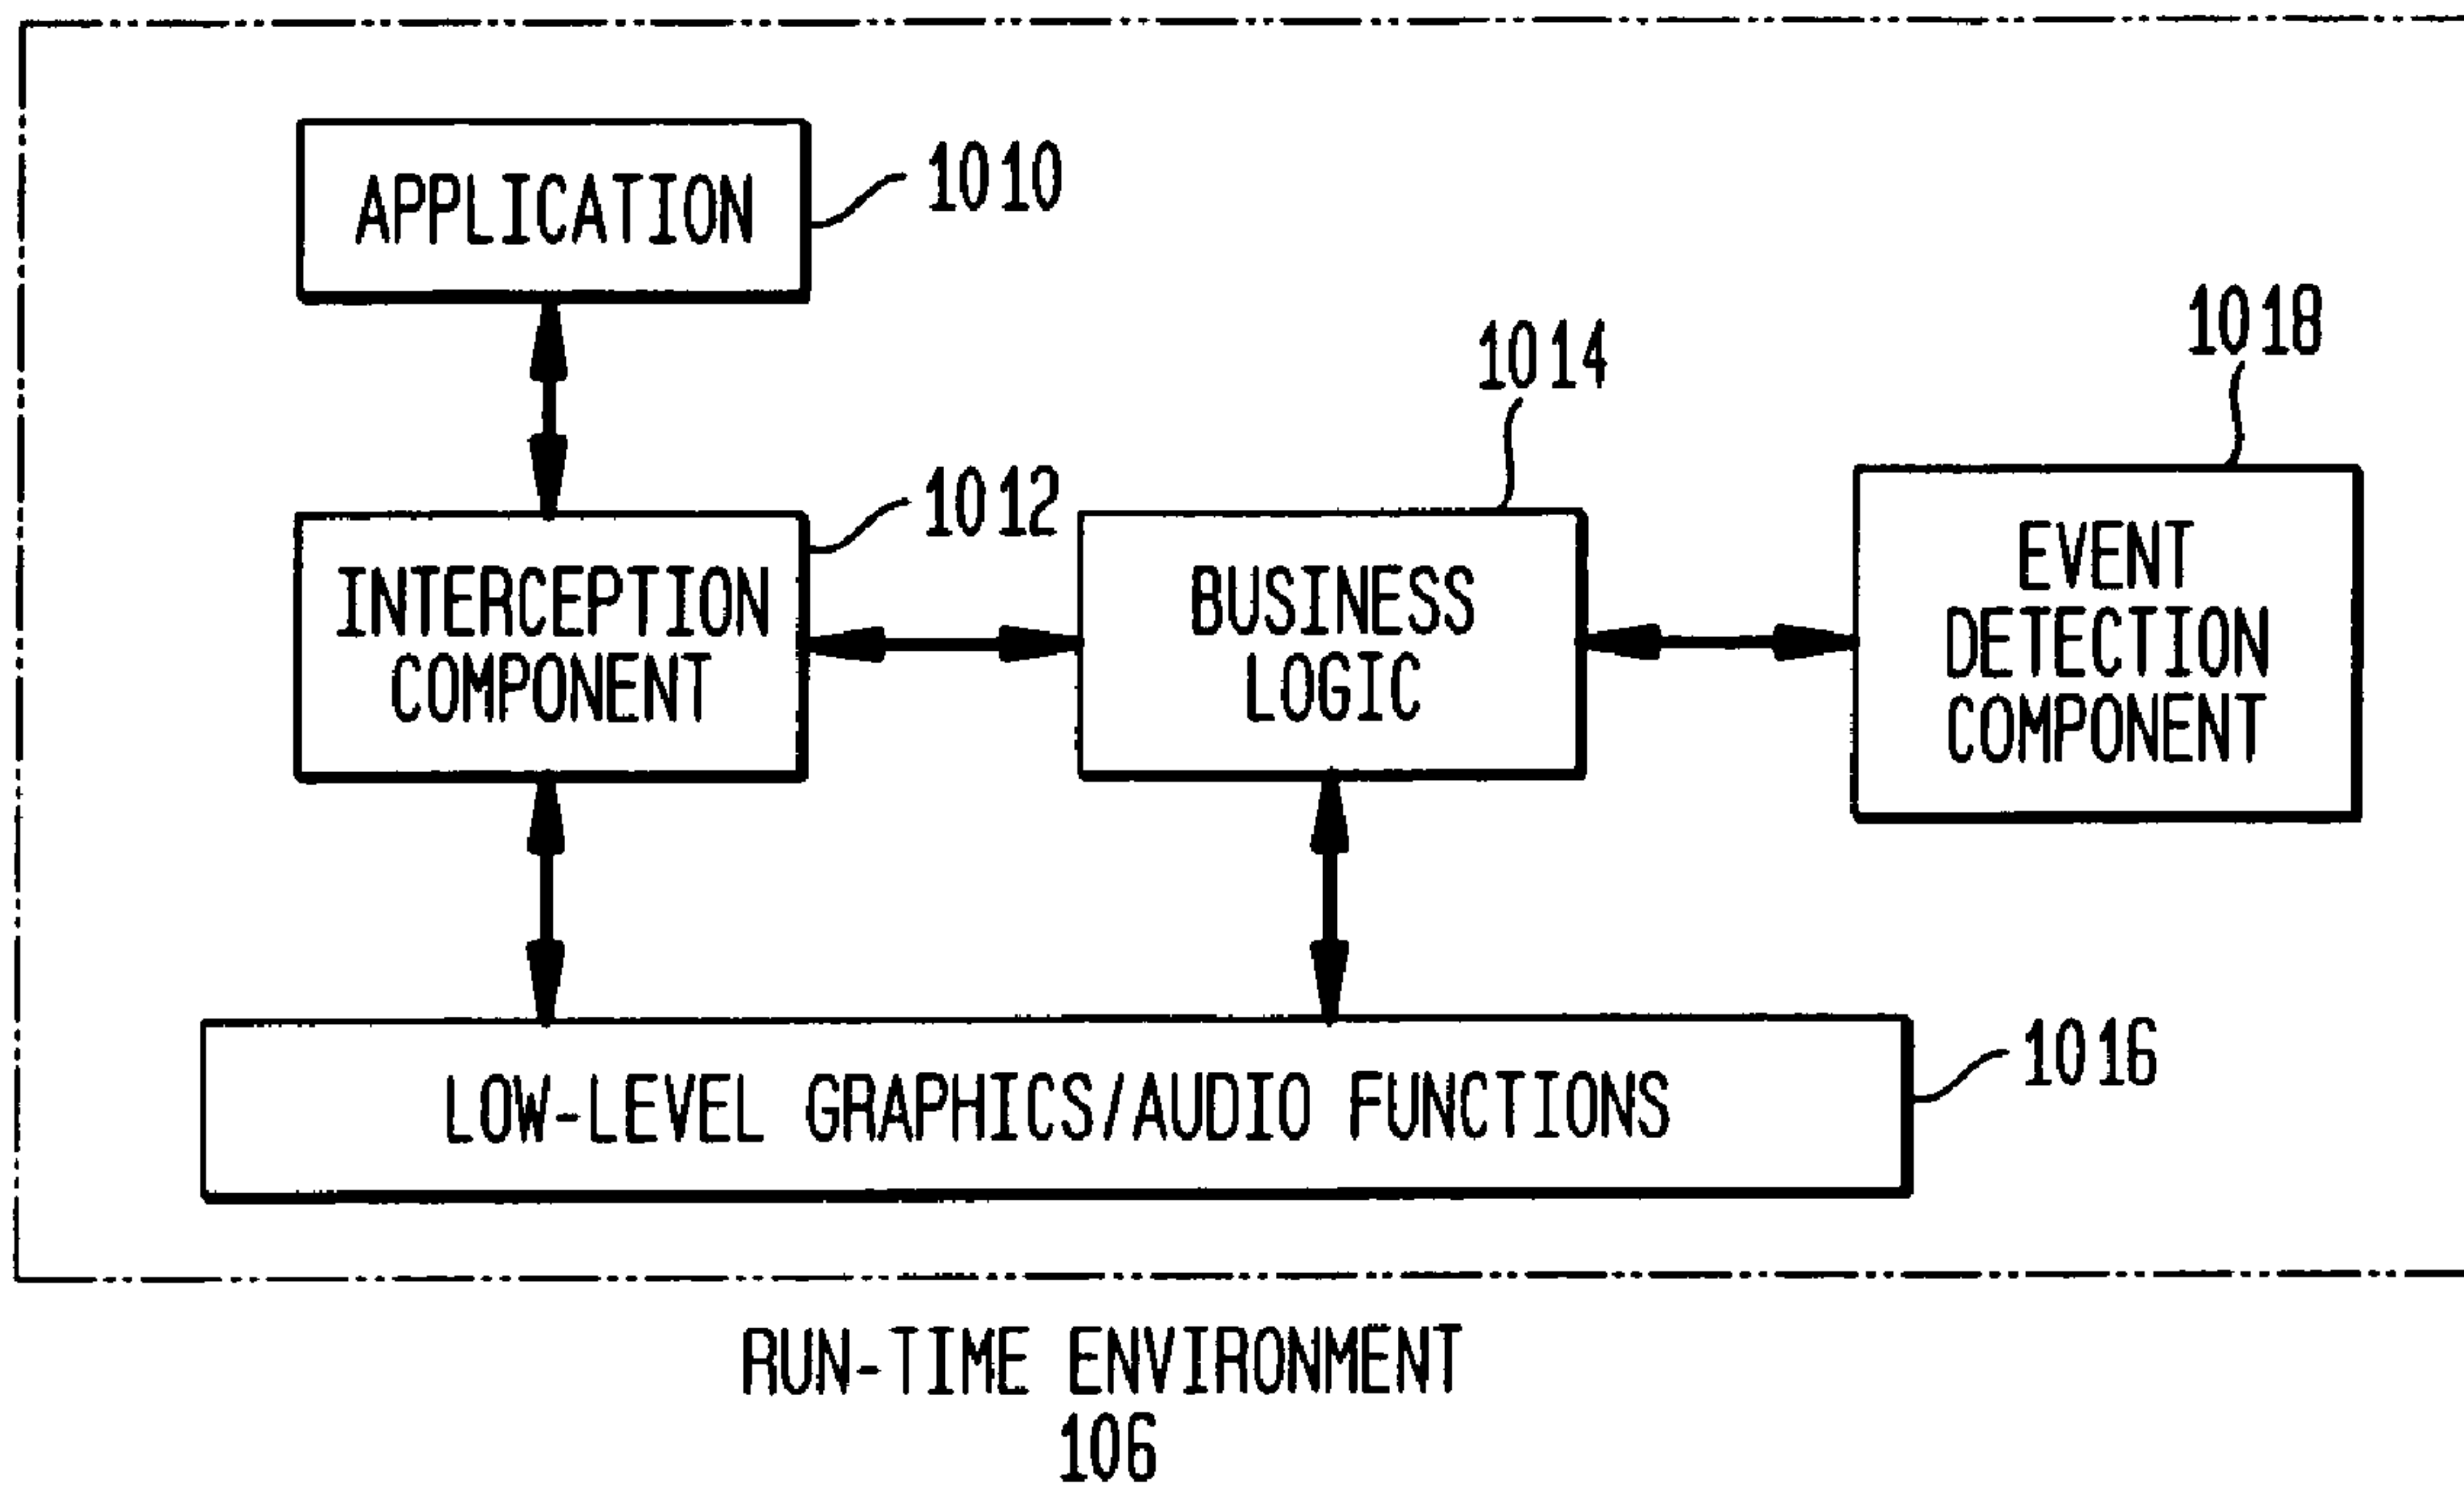 APPLICATION
1010
1018
1014
1012
INTERCEPTION
COMPONENT
BUSINESS
LOGIC
EVENT
DETECTION
COMPONENT
LOW-LEVEL GRAPHICS/AUDIO FUNCTIONS
1016
RUN-TIME ENVIRONMENT
106